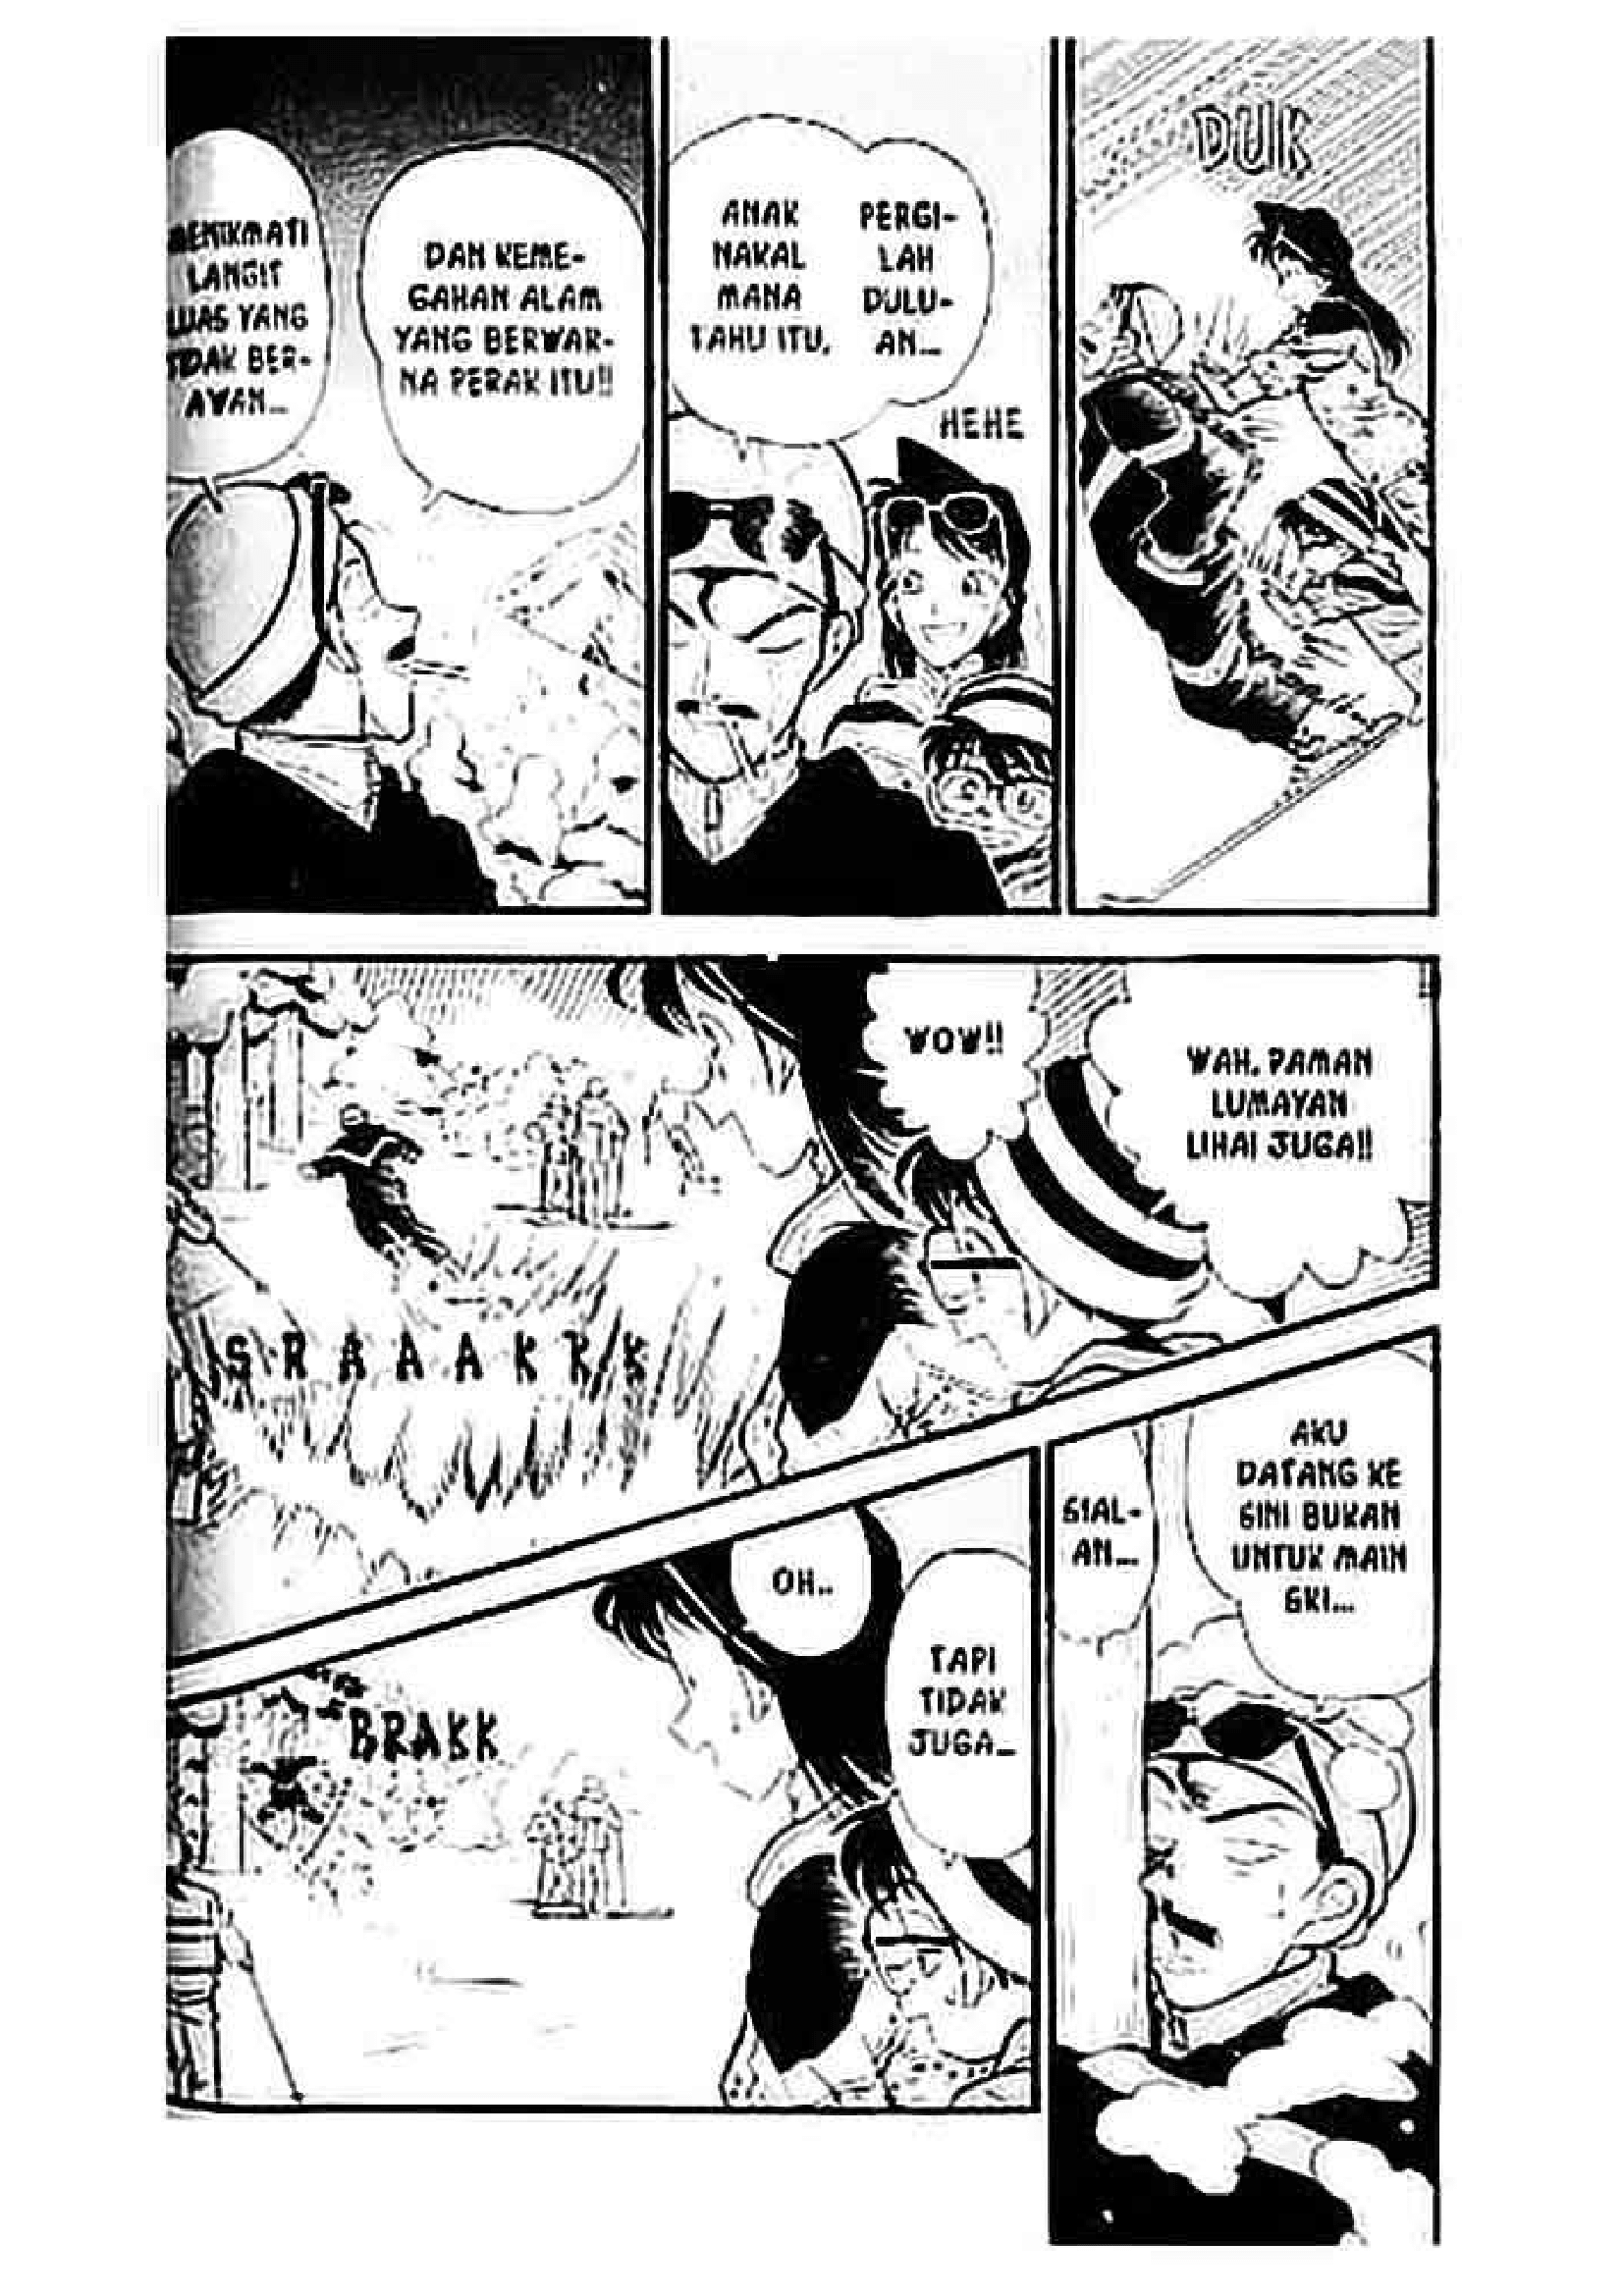 MENIKMATI
LANGIT
LUAS YANG
TIDAK BER-
AWAN...
DAN KEME-
GAHAN ALAM
YANG BERWAR-
NA PERAK ITU!!
ANAK
NAKAL
MANA
TAHU ITU.
PERGI-
LAH
DULU-
AN...
HEHE
DUK
SRAAAKKK
WOW!!
WAH, PAMAN
LUMAYAN
LIHAI JUGA!!
BRAKK
OH..
TAPI
TIDAK
JUGA...
SIAL-
AN...
AKU
DATANG KE
SINI BUKAN
UNTUK MAIN
SKI...